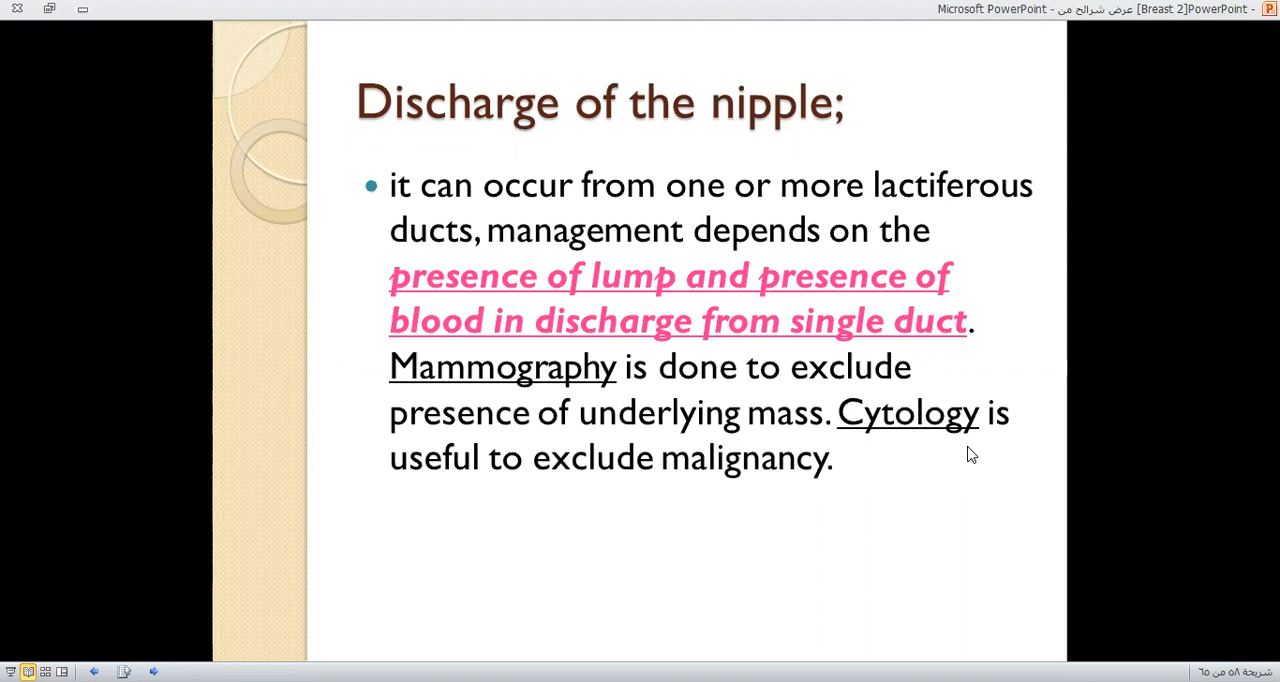 Microsoft PowerPoint - عرض شرائح من [Breast 2]PowerPoint -
Discharge of the nipple;
it can occur from one or more lactiferous
ducts, management depends on the
presence of lump and presence of
blood in discharge from single duct.
Mammography is done to exclude
presence of underlying mass. Cytology is
useful to exclude malignancy.
شريحة ٥٨ من ٦٥